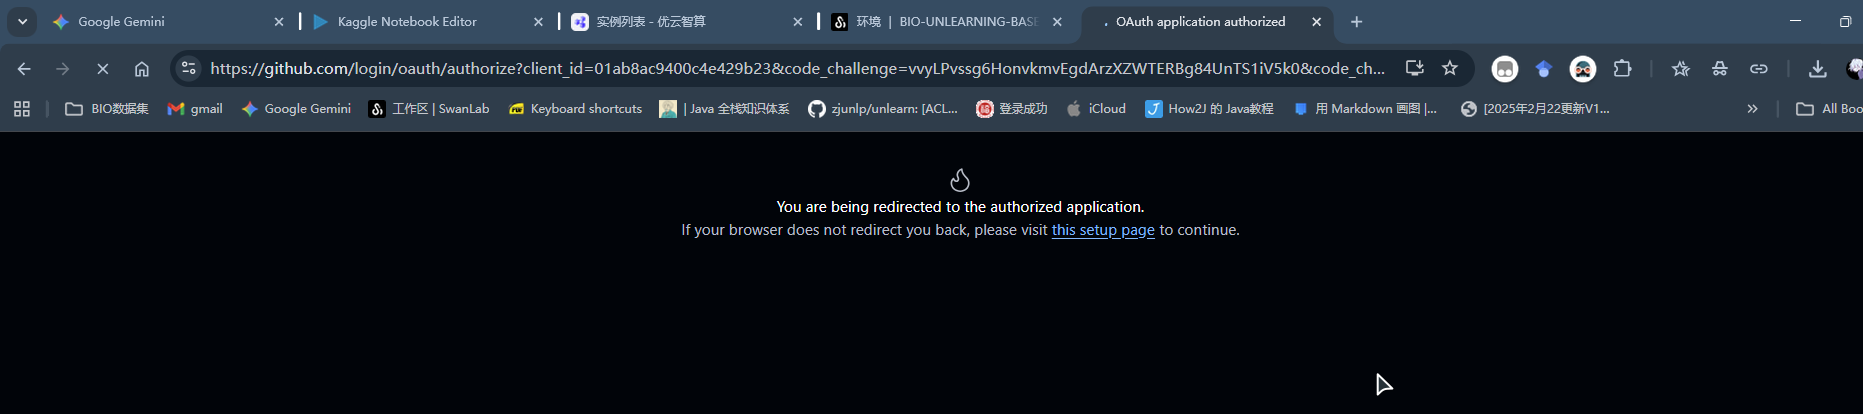 Google Gemini
Kaggle Notebook Editor
实例列表 - 优云智算
环境 | BIO-UNLEARNING-BASE
OAuth application authorized
https://github.com/login/oauth/authorize?client_id=01ab8ac9400c4e429b23&code_challenge=vvyLPvssg6HonvkmvEgdArzXZWTERBg84UnTS1iV5k0&code_ch...
BIO数据集
gmail
Google Gemini
工作区 | SwanLab
Keyboard shortcuts
| Java 全栈知识体系
zjunlp/unlearn: [ACL...
登录成功
iCloud
How2J 的 Java教程
用 Markdown 画图 |...
[2025年2月22更新V1...
All Boo
You are being redirected to the authorized application.
If your browser does not redirect you back, please visit this setup page to continue.